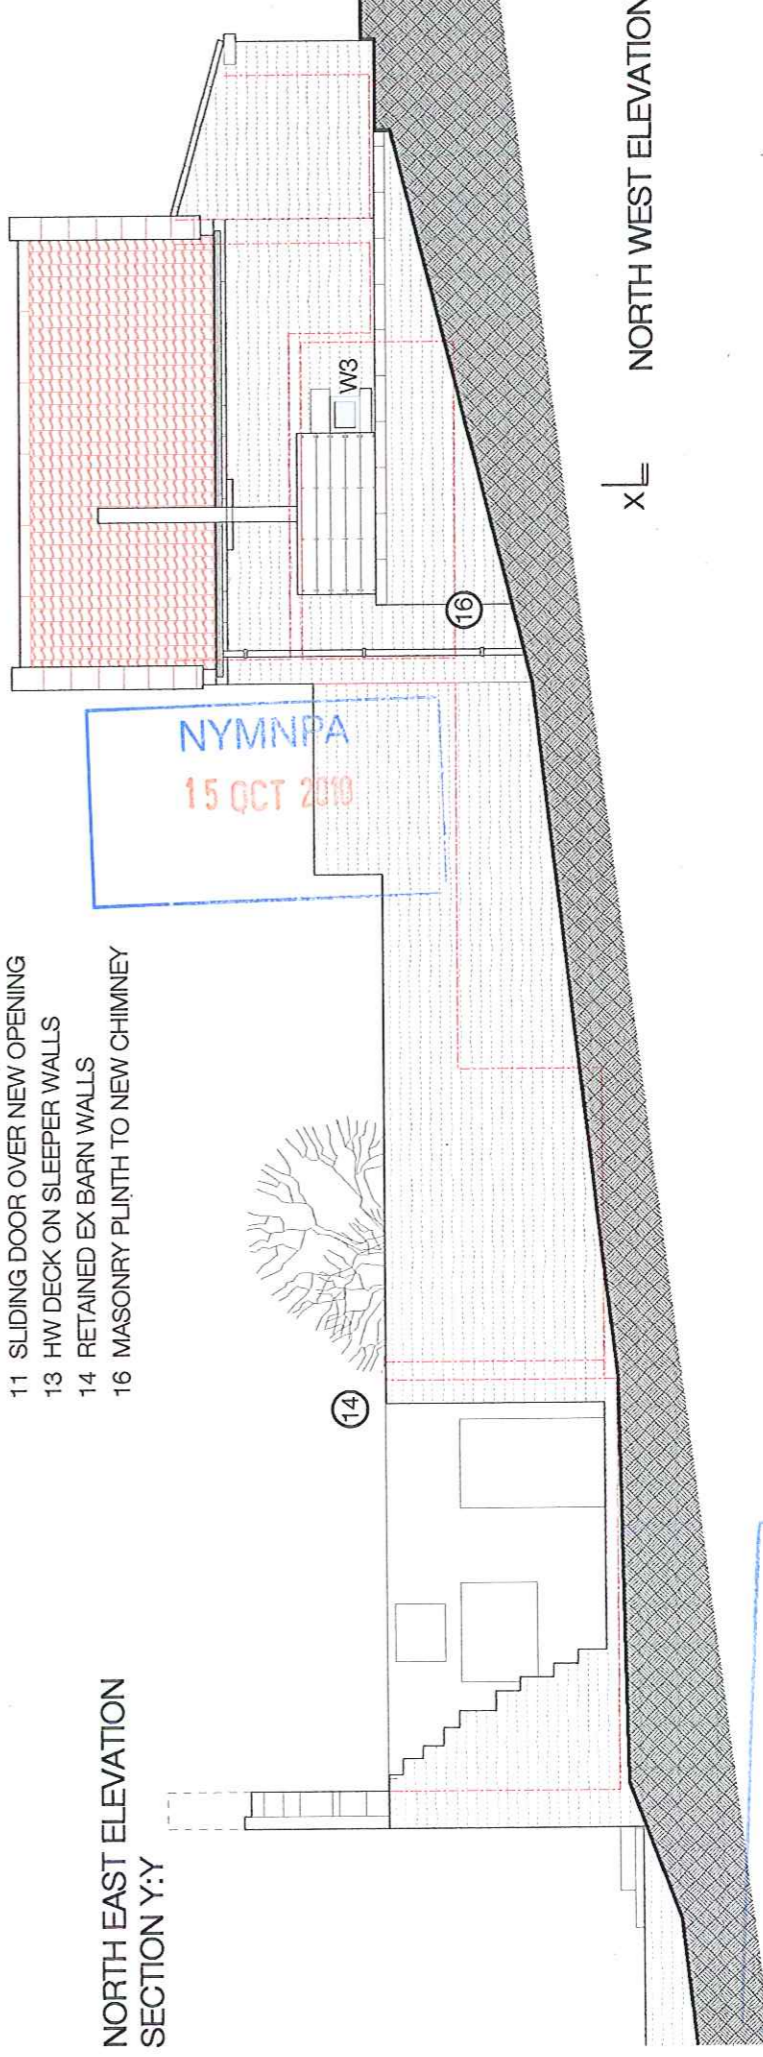 NORTH EAST ELEVATION
SECTION Y:Y
11 SLIDING DOOR OVER NEW OPENING
13 HW DECK ON SLEEPER WALLS
14 RETAINED EX BARN WALLS
16 MASONRY PLINTH TO NEW CHIMNEY
14
NYMNPA
15 OCT 2010
16
W3
X
NORTH WEST ELEVATION